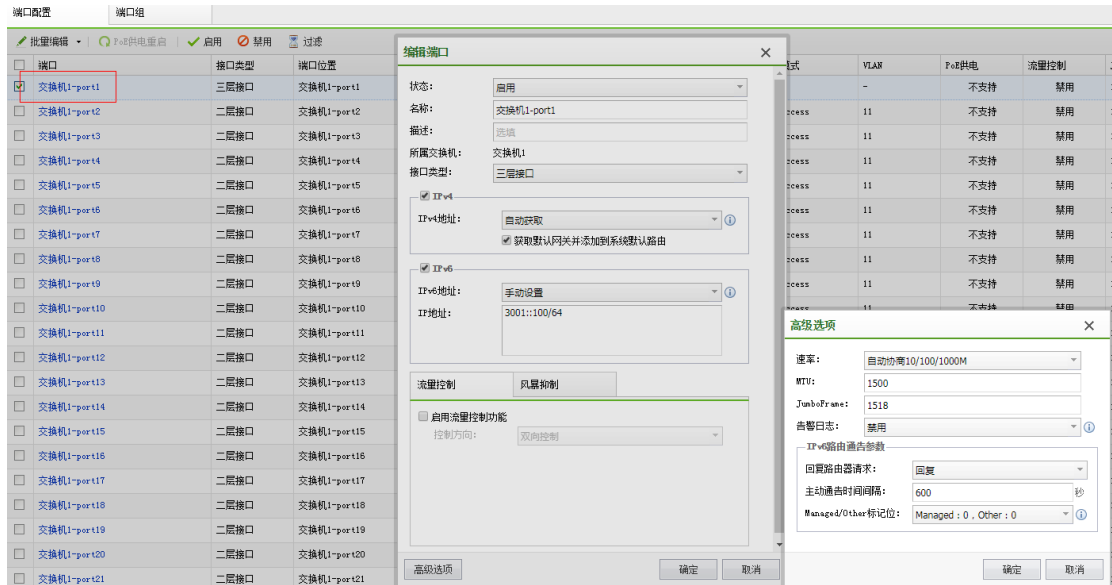 端口配置 端口组
批量编辑 PoE供电重启 启用 禁用 过滤
端口 接口类型 端口位置 VLAN PoE供电 流量控制
交换机1-port1 三层接口 交换机1-port1 - 不支持 禁用
交换机1-port2 二层接口 交换机1-port2 11 不支持 禁用
交换机1-port3 二层接口 交换机1-port3 11 不支持 禁用
交换机1-port4 二层接口 交换机1-port4 11 不支持 禁用
交换机1-port5 二层接口 交换机1-port5 11 不支持 禁用
交换机1-port6 二层接口 交换机1-port6 11 不支持 禁用
交换机1-port7 二层接口 交换机1-port7 11 不支持 禁用
交换机1-port8 二层接口 交换机1-port8 11 不支持 禁用
交换机1-port9 二层接口 交换机1-port9 11 不支持 禁用
交换机1-port10 二层接口 交换机1-port10 11 不支持 禁用
交换机1-port11 二层接口 交换机1-port11
交换机1-port12 二层接口 交换机1-port12
交换机1-port13 二层接口 交换机1-port13
交换机1-port14 二层接口 交换机1-port14
交换机1-port15 二层接口 交换机1-port15
交换机1-port16 二层接口 交换机1-port16
交换机1-port17 二层接口 交换机1-port17
交换机1-port18 二层接口 交换机1-port18
交换机1-port19 二层接口 交换机1-port19
交换机1-port20 二层接口 交换机1-port20
交换机1-port21 二层接口 交换机1-port21
编辑端口
状态: 启用
名称: 交换机1-port1
描述: 选填
所属交换机: 交换机1
接口类型: 三层接口
IPv4
IPv4地址: 自动获取
获取默认网关并添加到系统默认路由
IPv6
IPv6地址: 手动设置
IP地址: 3001::100/64
流量控制 风暴抑制
启用流量控制功能
控制方向: 双向控制
高级选项 确定 取消
高级选项
速率: 自动协商10/100/1000M
MTU: 1500
JumboFrame: 1518
告警日志: 禁用
IPv6路由通告参数
回复路由器请求: 回复
主动通告时间间隔: 600 秒
Managed/Other标记位: Managed : 0 , Other : 0
确定 取消